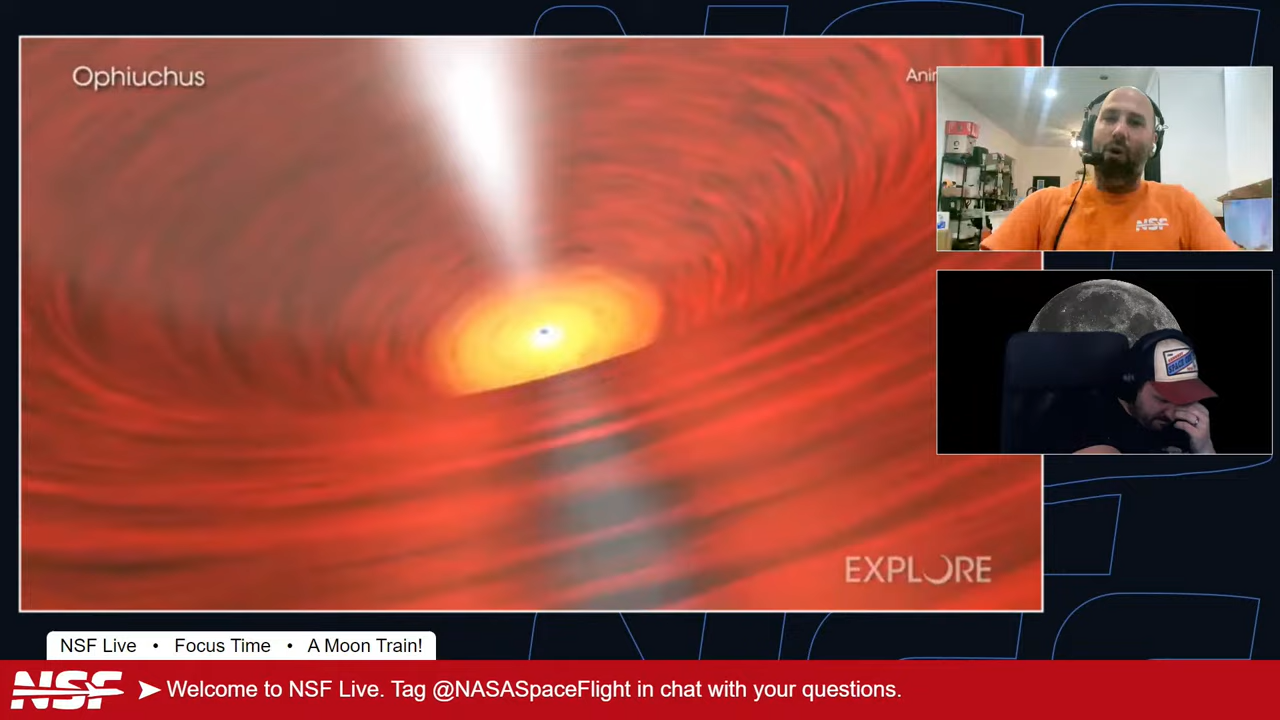 Ophiuchus
Ani
NSF
EXPLORE
NSF Live • Focus Time • A Moon Train!
NSF
Welcome to NSF Live. Tag @NASASpaceFlight in chat with your questions.